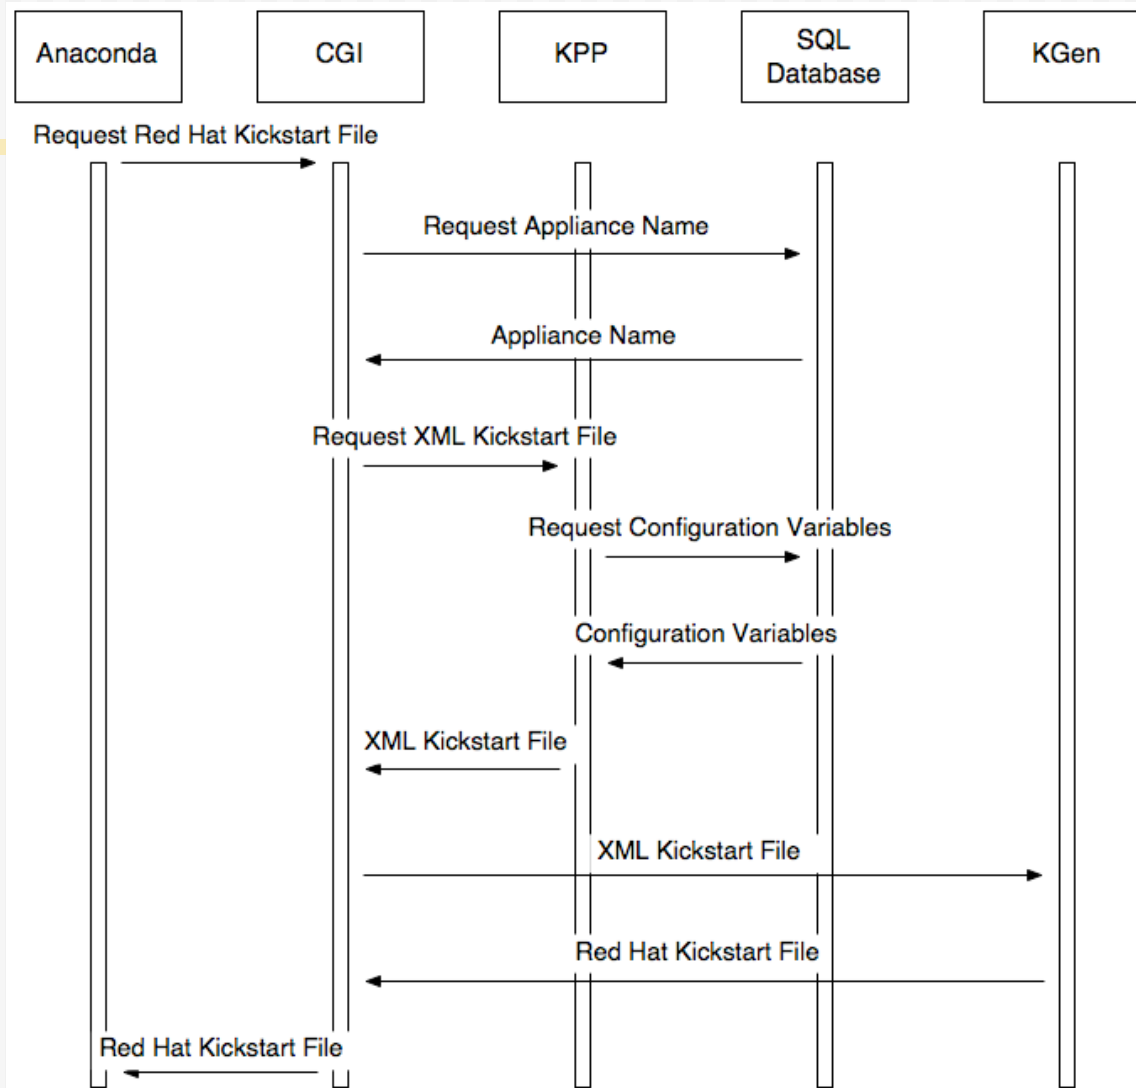 Anaconda
CGI
KPP
SQL
Database
KGen
Request Red Hat Kickstart File
Request Appliance Name
Appliance Name
Request XML Kickstart File
Request Configuration Variables
Configuration Variables
XML Kickstart File
XML Kickstart File
Red Hat Kickstart File
Red Hat Kickstart File